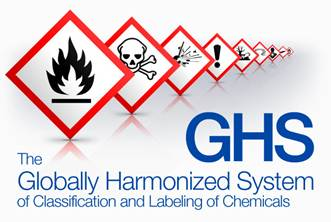 GHS
The
Globally Harmonized System
of Classification and Labeling of Chemicals